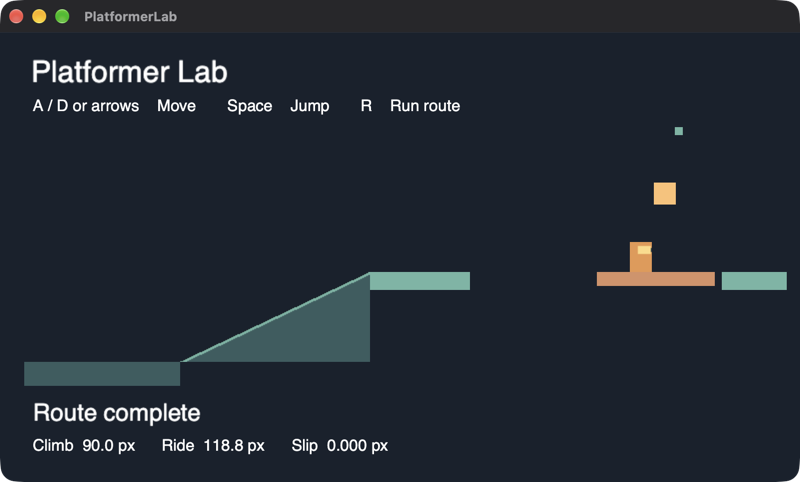 PlatformerLab
Platformer Lab
A / D or arrows Move Space Jump R Run route
Route complete
Climb 90.0 px Ride 118.8 px Slip 0.000 px